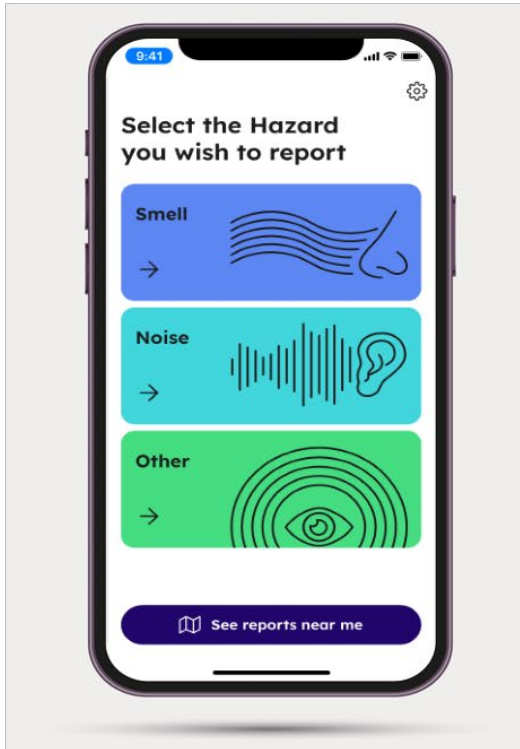 9:41
Select the Hazard
you wish to report
Smell
Noise
Other
See reports near me